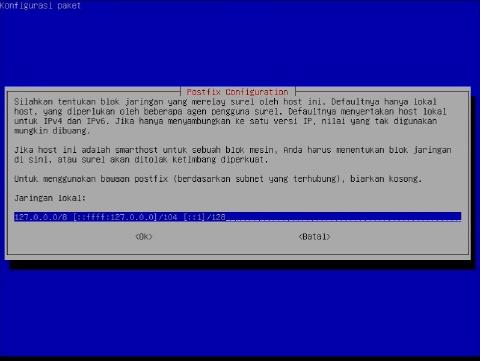 Konfigurasi paket
Postfix Configuration
Silahkan tentukan blok jaringan yang merelay surel oleh host ini. Defaultnya hanya lokal
host, yang diperlukan oleh beberapa agen pengguna surel. Defaultnya menyertakan host lokal
untuk IPv4 dan IPv6. Jika hanya menyambungkan ke satu versi IP, nilai yang tak digunakan
mungkin dibuang.
Jika host ini adalah smarthost untuk sebuah blok mesin, Anda harus menentukan blok jaringan
di sini, atau surel akan ditolak ketimbang diperkuat.
Untuk menggunakan bawaan postfix (berdasarkan subnet yang terhubung), biarkan kosong.
Jaringan lokal:
127.0.0.0/8 [::ffff:127.0.0.0]/104 [::1]/128
<Ok> <Batal>